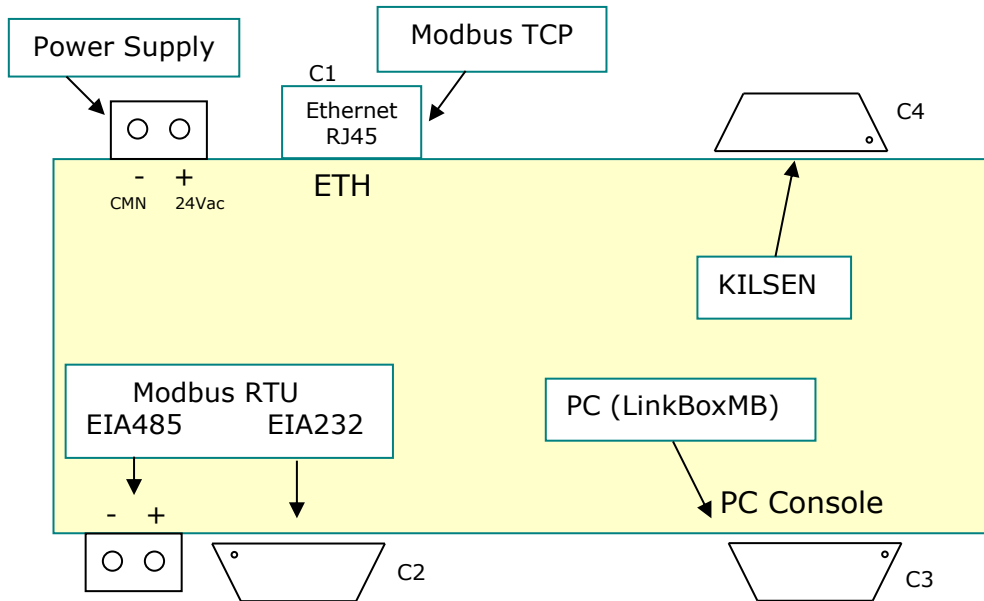 Power Supply
Modbus TCP
C1
Ethernet
RJ45
C4
- +
CMN 24Vac
ETH
KILSEN
Modbus RTU
EIA485 EIA232
PC (LinkBoxMB)
- +
PC Console
C2
C3